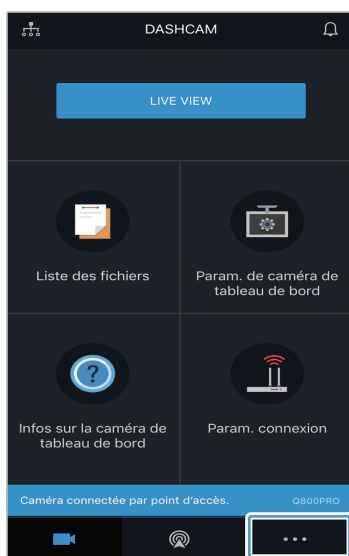 DASHCAM
LIVE VIEW
Liste des fichiers
Param. de caméra de
tableau de bord
Infos sur la caméra de
tableau de bord
Param. connexion
Caméra connectée par point d'accès.
Q800PRO